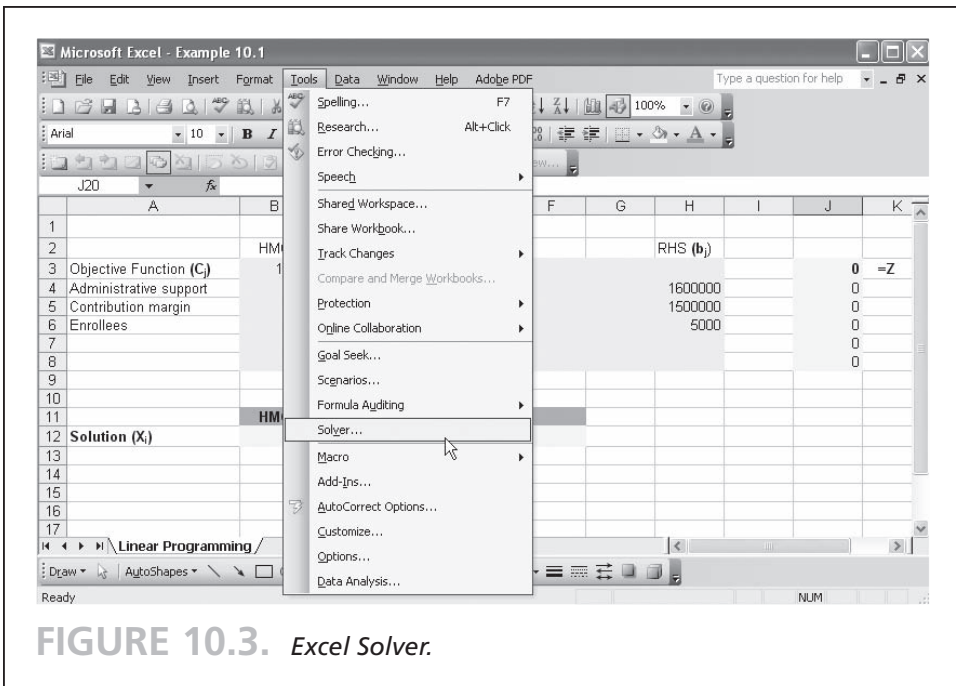 Microsoft Excel - Example 10.1
File Edit View Insert Format Tools Data Window Help Adobe PDF Type a question for help
100%
Arial 10 B I A
J20 fx
Spelling... F7
Research... Alt+Click
Error Checking...
Speech
Shared Workspace...
Share Workbook...
Track Changes
Compare and Merge Workbooks...
Protection
Online Collaboration
Goal Seek...
Scenarios...
Formula Auditing
Solver...
Macro
Add-Ins...
AutoCorrect Options...
Customize...
Options...
Data Analysis...
A B F G H I J K
1
2 RHS (bj)
3 Objective Function (Cj) 1 0 =Z
4 Administrative support 1600000 0
5 Contribution margin 1500000 0
6 Enrollees 5000 0
7 0
8 0
9
10
11
12 Solution (Xi)
13
14
15
16
17
Linear Programming
Draw AutoShapes
Ready NUM
FIGURE 10.3. Excel Solver.